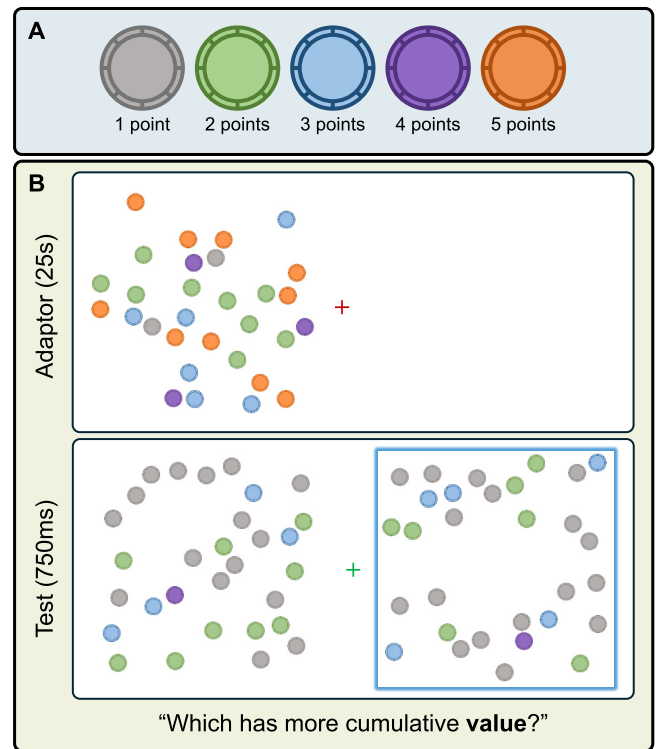 A
1 point
2 points
3 points
4 points
5 points
B
Adaptor (25s)
Test (750ms)
“Which has more cumulative value?”